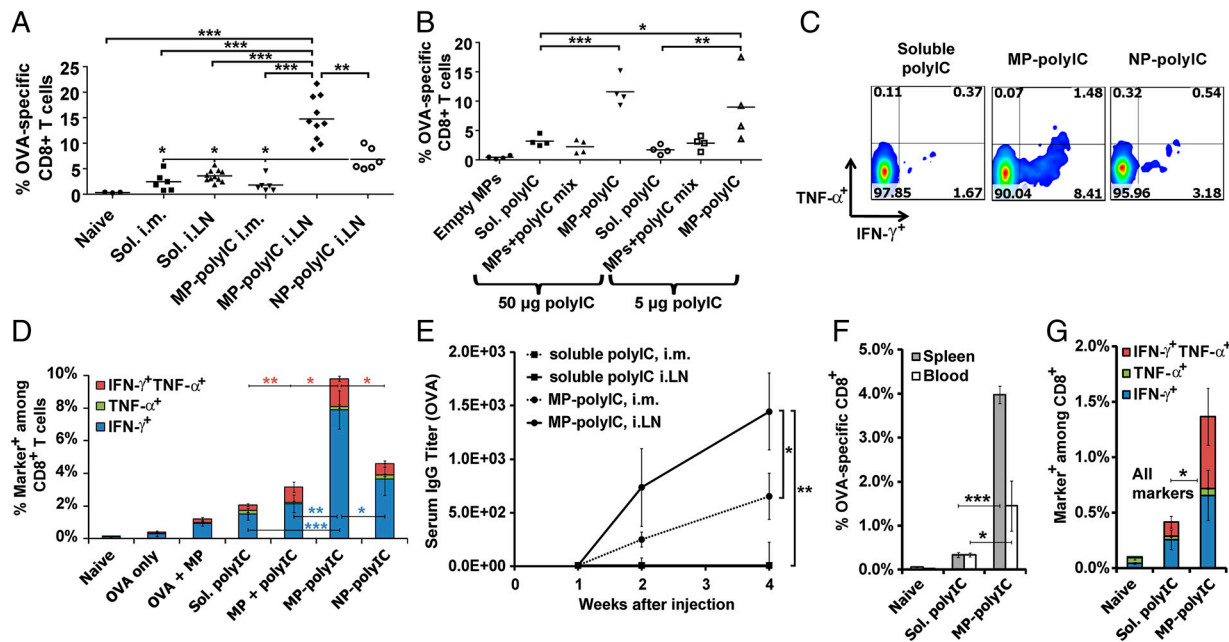 A
***
***
***
***
**
% OVA-specific
CD8+ T cells
25
20
15
10
5
0
*
*
*
Naive
Sol. i.m.
Sol. i.LN
MP-polyIC i.m.
MP-polyIC i.LN
NP-polyIC i.LN
B
*
***
**
% OVA-specific
CD8+ T cells
20
15
10
5
0
Empty MPs
Sol. polyIC
MPs+polyIC mix
MP-polyIC
Sol. polyIC
MPs+polyIC mix
MP-polyIC
50 µg polyIC
5 µg polyIC
C
Soluble
polyIC
MP-polyIC
NP-polyIC
0.11
0.37
97.85
1.67
0.07
1.48
90.04
8.41
0.32
0.54
95.96
3.18
TNF-α+
IFN-γ+
D
% Marker+ among
CD8+ T cells
10%
8%
6%
4%
2%
0%
IFN-γ+TNF-α+
TNF-α+
IFN-γ+
**
*
*
**
*
***
Naive
OVA only
OVA + MP
Sol. polyIC
MP + polyIC
MP-polyIC
NP-polyIC
E
Serum IgG Titer (OVA)
2.0E+03
1.5E+03
1.0E+03
5.0E+02
0.0E+00
soluble polyIC, i.m.
soluble polyIC i.LN
MP-polyIC, i.m.
MP-polyIC, i.LN
*
**
0
1
2
3
4
Weeks after injection
F
% OVA-specific CD8+
5.0%
4.0%
3.0%
2.0%
1.0%
0.0%
Spleen
Blood
***
*
Naive
Sol. polyIC
MP-polyIC
G
Marker+ among CD8+
2.0%
1.5%
1.0%
0.5%
0.0%
IFN-γ+ TNF-α+
TNF-α+
IFN-γ+
All
markers
*
Naive
Sol. polyIC
MP-polyIC